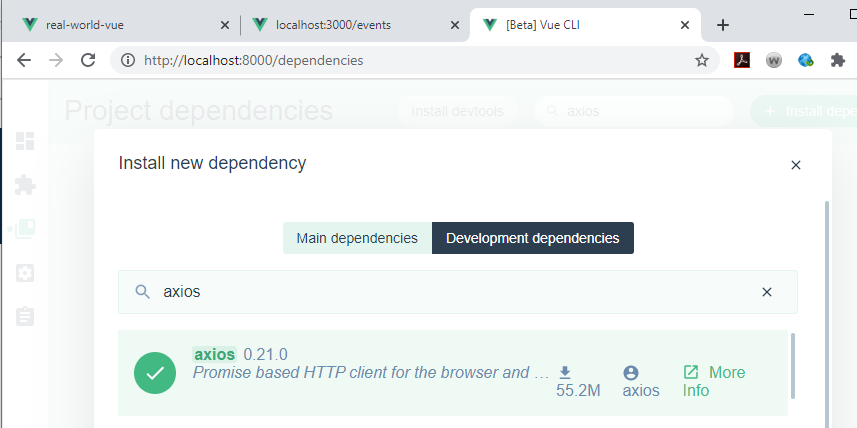 real-world-vue
localhost:3000/events
[Beta] Vue CLI
http://localhost:8000/dependencies
Project dependencies
Install devtools
axios
+ Install depe
Install new dependency
Main dependencies
Development dependencies
axios
axios 0.21.0
Promise based HTTP client for the browser and …
55.2M
axios
More
Info